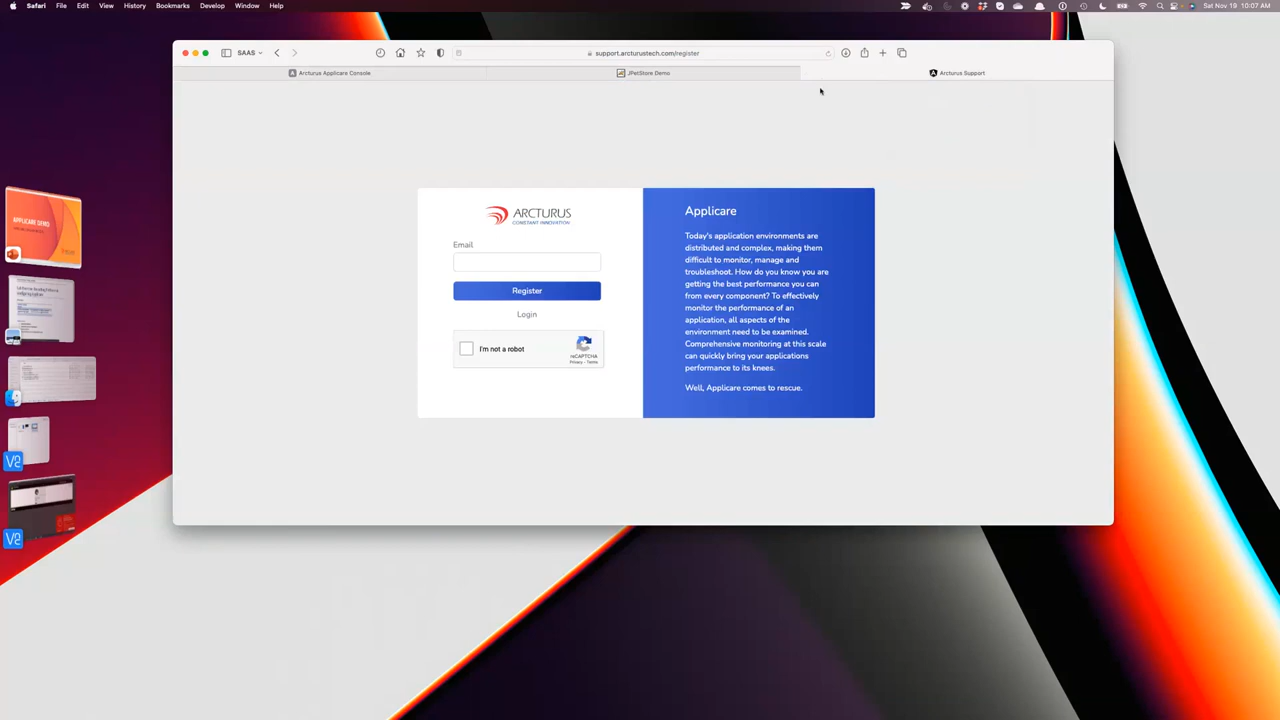 Safari File Edit View History Bookmarks Develop Window Help
Sat Nov 19 10:07 AM
SAAS
support.arcturustech.com/register
Arcturus Applicare Console
JPetStore Demo
Arcturus Support
ARCTURUS
CONSTANT INNOVATION
Email
Register
Login
I'm not a robot
reCAPTCHA
Privacy - Terms
Applicare
Today's application environments are
distributed and complex, making them
difficult to monitor, manage and
troubleshoot. How do you know you are
getting the best performance you can
from every component? To effectively
monitor the performance of an
application, all aspects of the
environment need to be examined.
Comprehensive monitoring at this scale
can quickly bring your applications
performance to its knees.
Well, Applicare comes to rescue.
APPLICARE DEMO
V2
V2